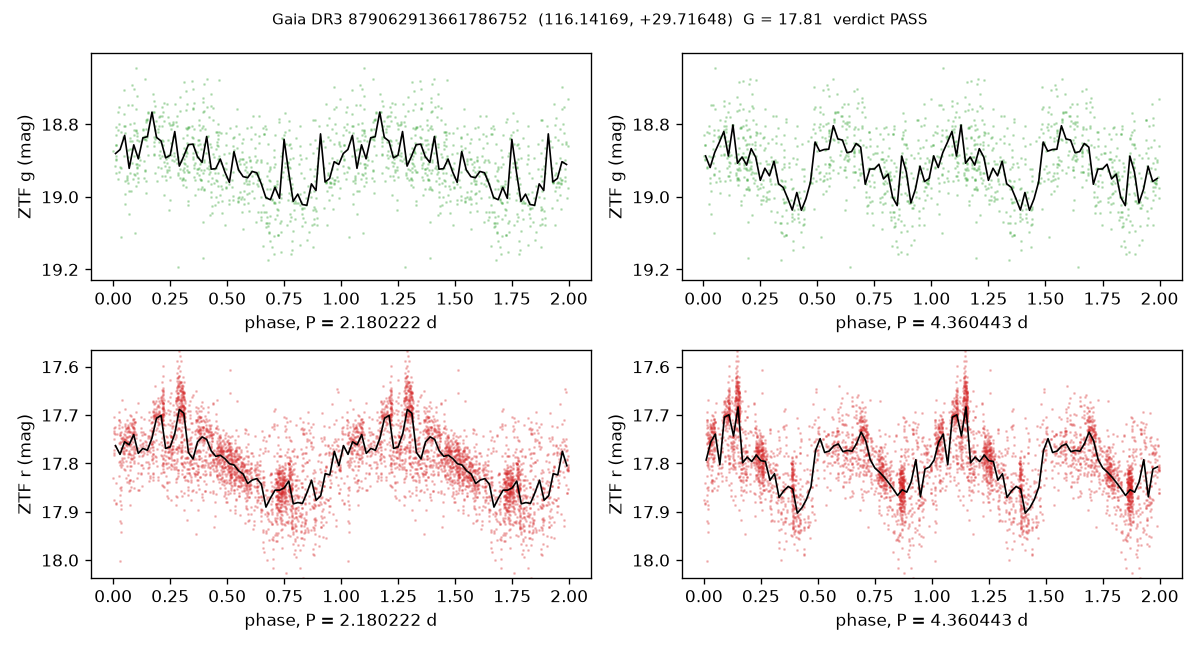 Gaia DR3 879062913661786752 (116.14169, +29.71648) G = 17.81 verdict PASS
ZTF g (mag)
18.8
19.0
19.2
0.00 0.25 0.50 0.75 1.00 1.25 1.50 1.75 2.00
phase, P = 2.180222 d
ZTF g (mag)
18.8
19.0
19.2
0.00 0.25 0.50 0.75 1.00 1.25 1.50 1.75 2.00
phase, P = 4.360443 d
ZTF r (mag)
17.6
17.7
17.8
17.9
18.0
0.00 0.25 0.50 0.75 1.00 1.25 1.50 1.75 2.00
phase, P = 2.180222 d
ZTF r (mag)
17.6
17.7
17.8
17.9
18.0
0.00 0.25 0.50 0.75 1.00 1.25 1.50 1.75 2.00
phase, P = 4.360443 d